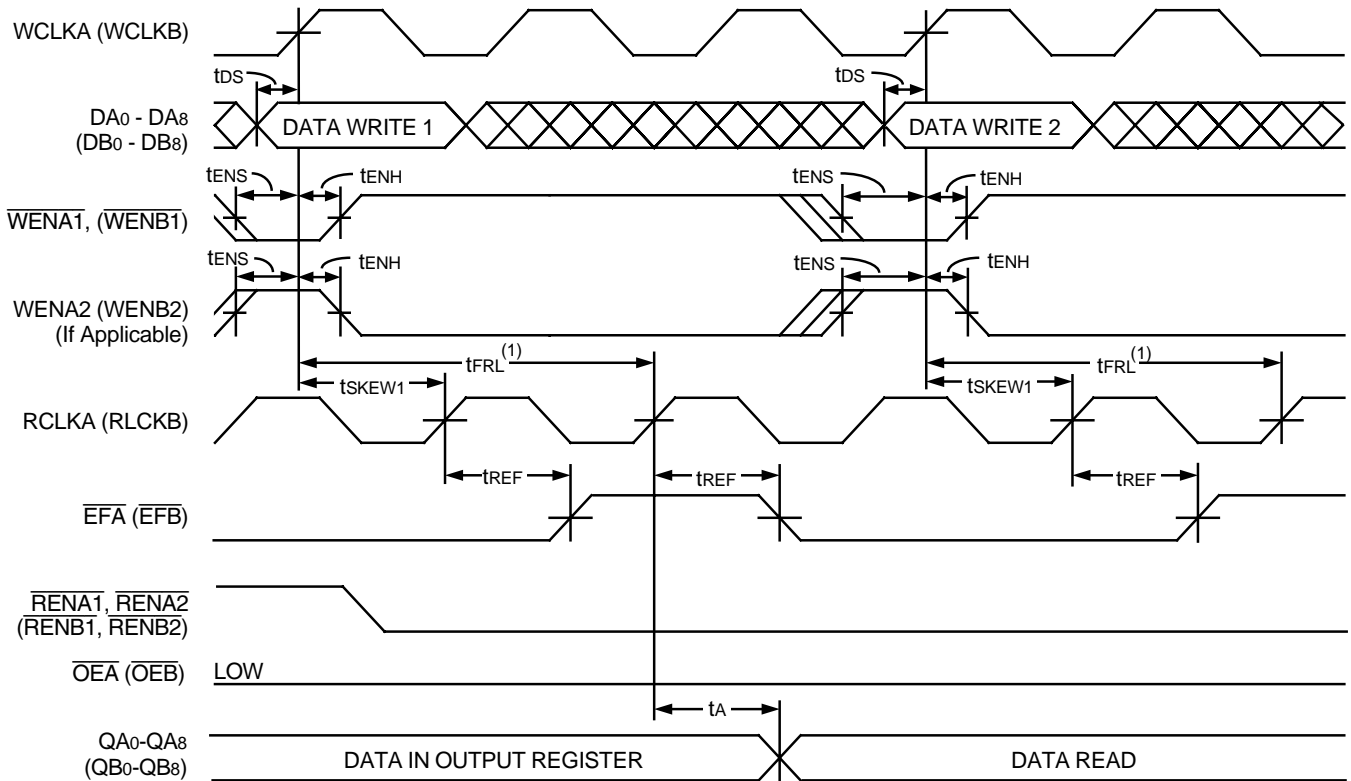 WCLKA (WCLKB)
tDS
tDS
DA0 - DA8
(DB0 - DB8)
DATA WRITE 1
DATA WRITE 2
tENS
tENH
tENS
tENH
WENA1, (WENB1)
tENS
tENH
tENS
tENH
WENA2 (WENB2)
(If Applicable)
tFRL(1)
tFRL(1)
tSKEW1
tSKEW1
RCLKA (RLCKB)
tREF
tREF
tREF
EFA (EFB)
RENA1, RENA2
(RENB1, RENB2)
OEA (OEB)
LOW
tA
QA0-QA8
(QB0-QB8)
DATA IN OUTPUT REGISTER
DATA READ